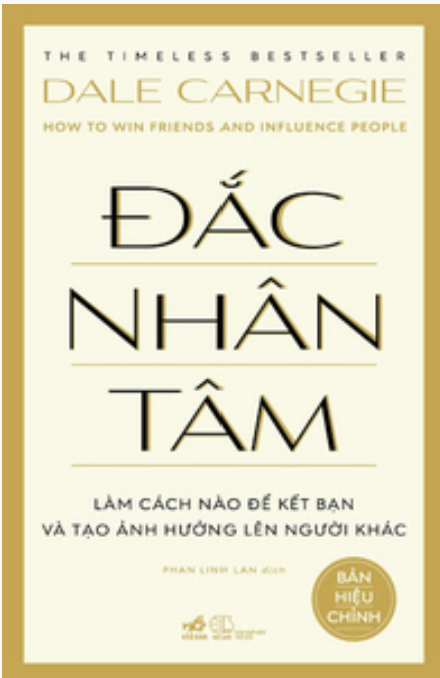 THE TIMELESS BESTSELLER
DALE CARNEGIE
HOW TO WIN FRIENDS AND INFLUENCE PEOPLE
ĐẮC
NHÂN
TÂM
LÀM CÁCH NÀO ĐỂ KẾT BẠN
VÀ TẠO ẢNH HƯỞNG LÊN NGƯỜI KHÁC
PHAN LINH LAN dịch
BẢN
HIỆU
CHỈNH